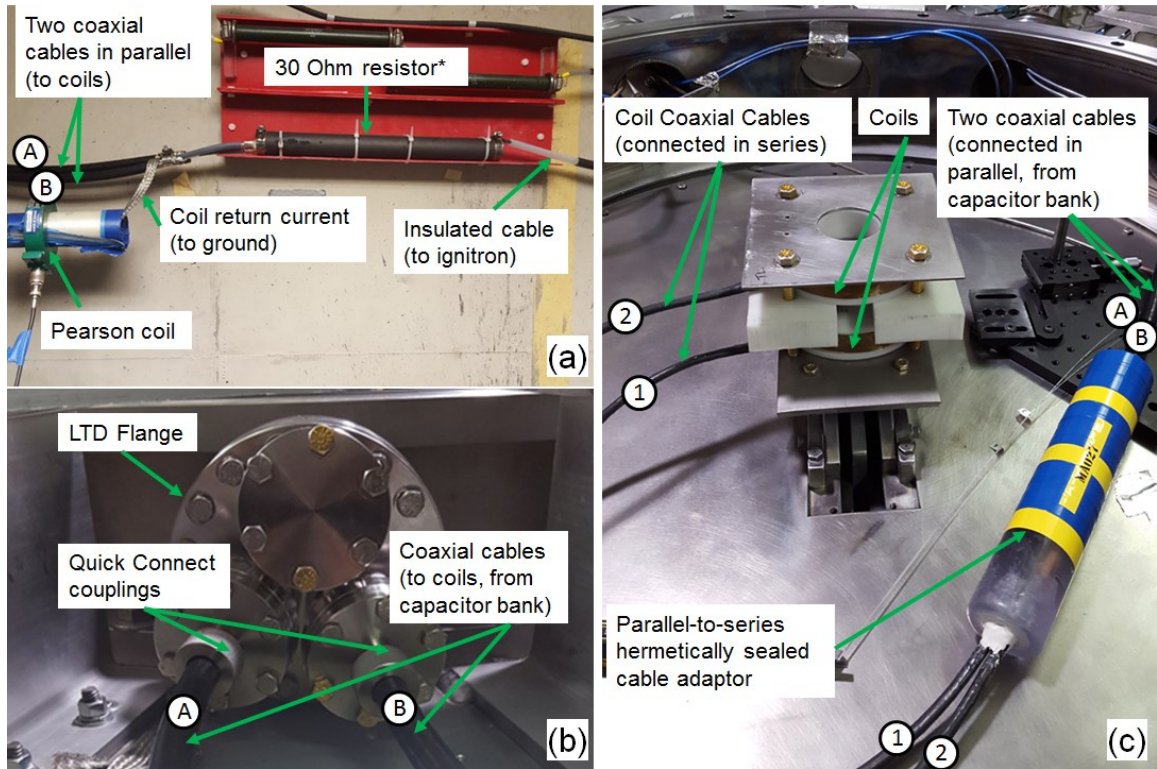 Two coaxial
cables in parallel
(to coils)
30 Ohm resistor*
A
B
Coil return current
(to ground)
Insulated cable
(to ignitron)
Pearson coil
(a)
LTD Flange
Quick Connect
couplings
Coaxial cables
(to coils, from
capacitor bank)
A
B
(b)
Coil Coaxial Cables
(connected in series)
Coils
Two coaxial cables
(connected in
parallel, from
capacitor bank)
2
1
A
B
MA027
Parallel-to-series
hermetically sealed
cable adaptor
1
2
(c)